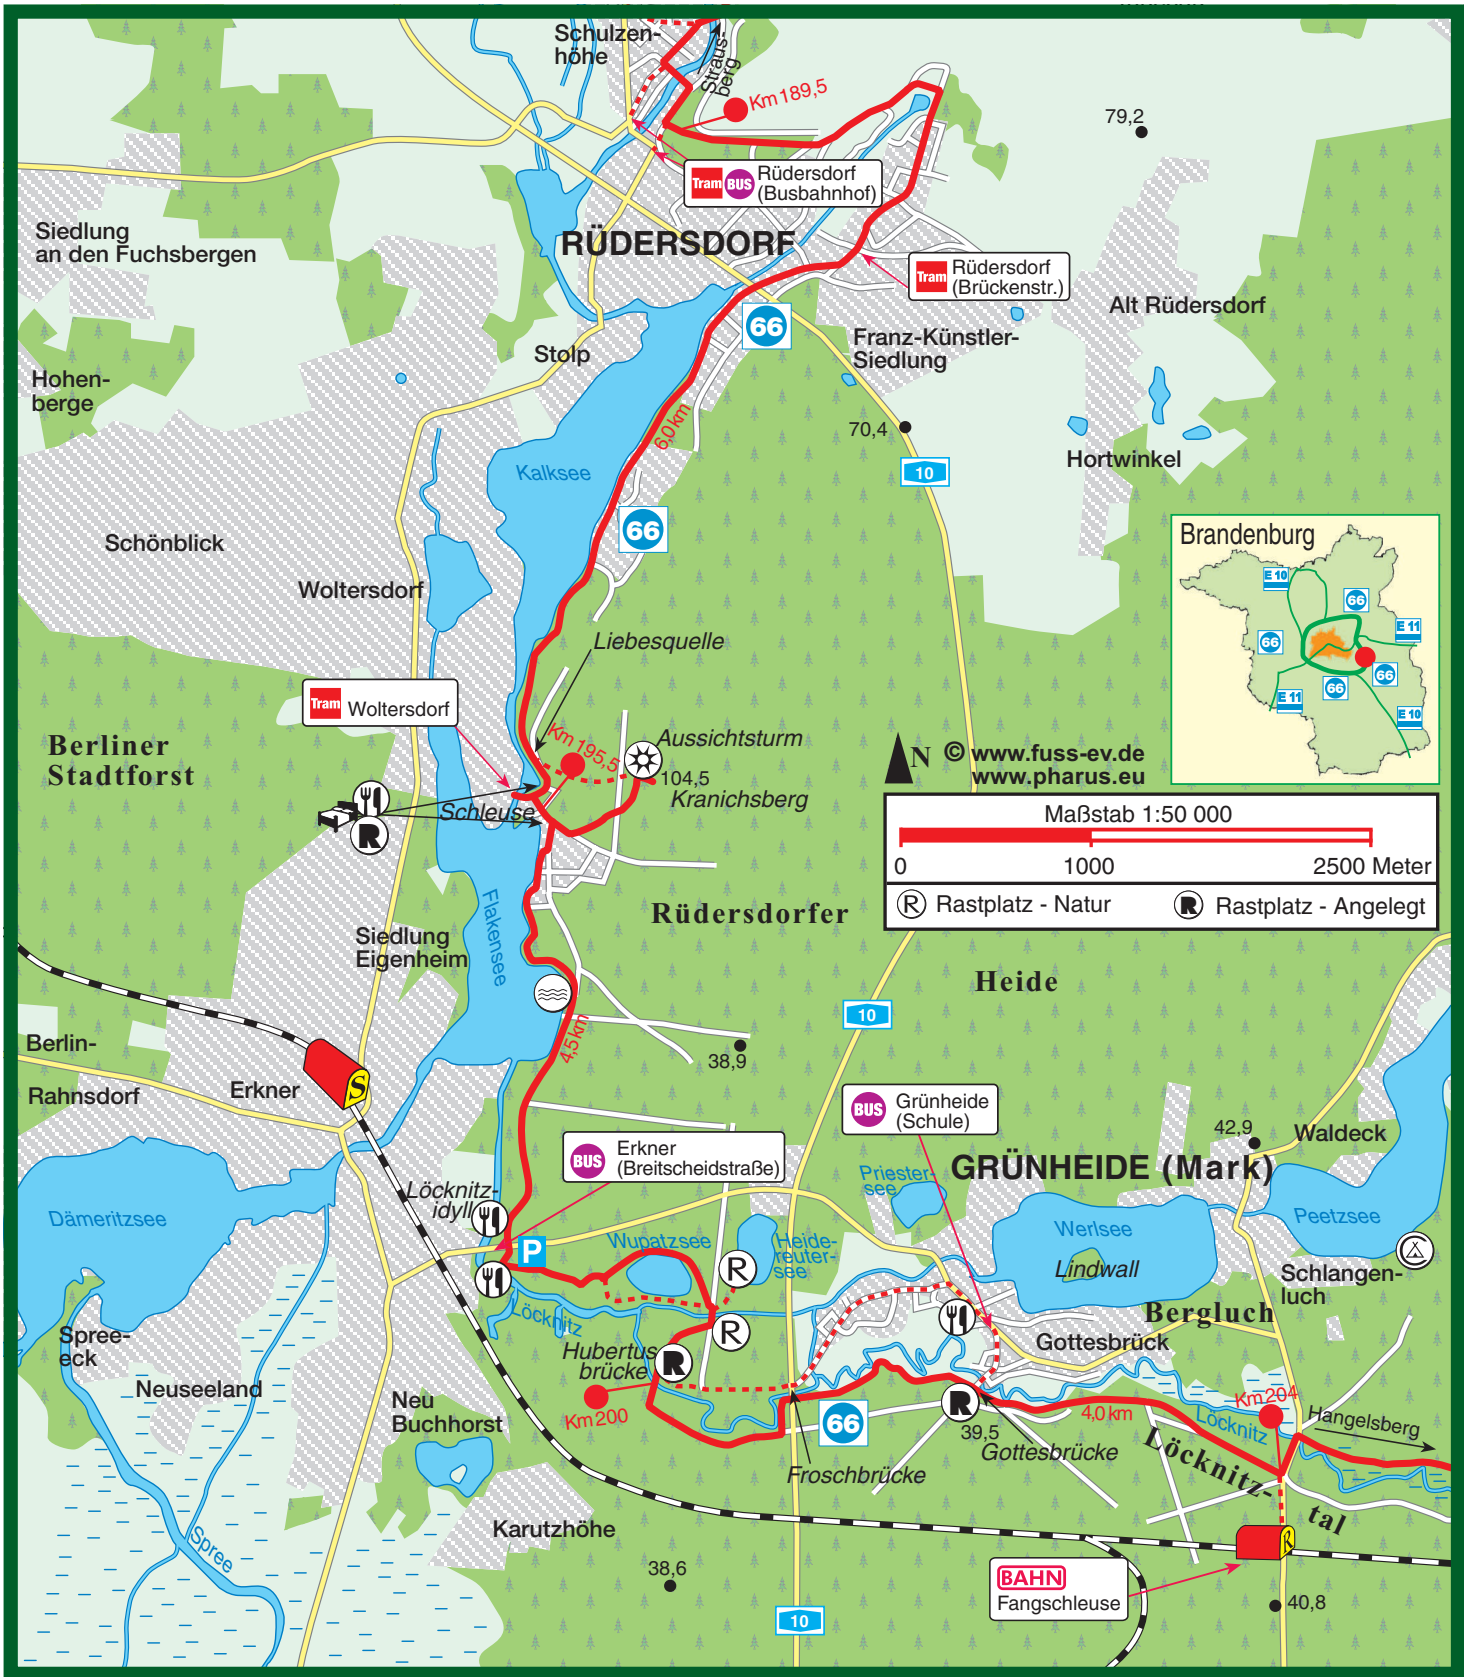 Schulzen-
höhe
Straus-
berg
Km 189,5
79,2
Tram BUS Rüdersdorf
(Busbahnhof)
Siedlung
an den Fuchsbergen
RÜDERSDORF
Tram Rüdersdorf
(Brückenstr.)
Alt Rüdersdorf
66
Franz-Künstler-
Siedlung
Stolp
Hohen-
berge
6,0 km
70,4
Hortwinkel
10
Kalksee
66
Schönblick
Woltersdorf
Brandenburg
E 10
66
E 11
66
66
66
E 11
E 10
Liebesquelle
Tram Woltersdorf
Km 195,5
Aussichtsturm
104,5
Kranichsberg
Berliner
Stadtforst
N © www.fuss-ev.de
www.pharus.eu
Schleuse
R
Maßstab 1:50 000
0 1000 2500 Meter
R Rastplatz - Natur R Rastplatz - Angelegt
Flakensee
Rüdersdorfer
Heide
Siedlung
Eigenheim
10
4,5 km
38,9
Berlin-
Rahnsdorf
Erkner
S
BUS Grünheide
(Schule)
42,9
Waldeck
BUS Erkner
(Breitscheidstraße)
GRÜNHEIDE (Mark)
Priester-
see
Löcknitz-
idyll
Dämeritzsee
Werlsee
Peetzsee
P
Wupatzsee
Heide-
reuter-
see
R
Lindwall
Schlangen-
luch
Bergluch
Löcknitz
R
Spree-
eck
Hubertus
brücke
R
Gottesbrück
Neuseeland
Neu
Buchhorst
Km 200
66
R
39,5
Gottesbrücke
4,0 km
Km 204
Löcknitz
Hangelsberg
Froschbrücke
Löcknitz-
tal
Spree
Karutzhöhe
38,6
R
BAHN
Fangschleuse
10
40,8